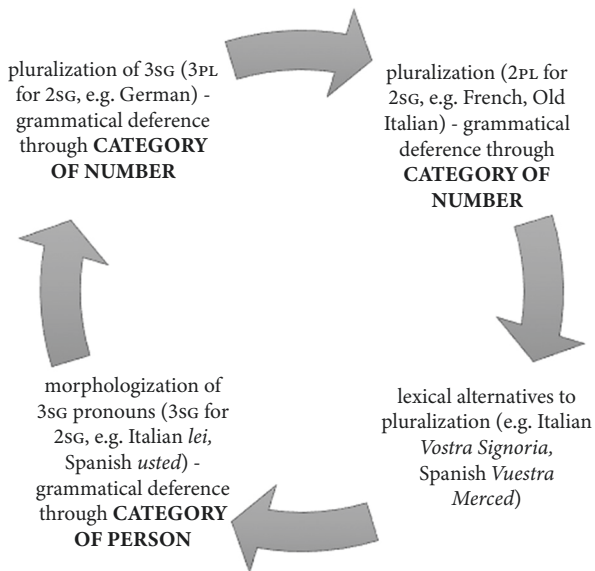 pluralization of 3SG (3PL
for 2SG, e.g. German) -
grammatical deference
through CATEGORY
OF NUMBER
pluralization (2PL for
2SG, e.g. French, Old
Italian) - grammatical
deference through
CATEGORY OF
NUMBER
lexical alternatives to
pluralization (e.g. Italian
Vostra Signoria,
Spanish Vuestra
Merced)
morphologization of
3SG pronouns (3SG for
2SG, e.g. Italian lei,
Spanish usted) -
grammatical deference
through CATEGORY
OF PERSON